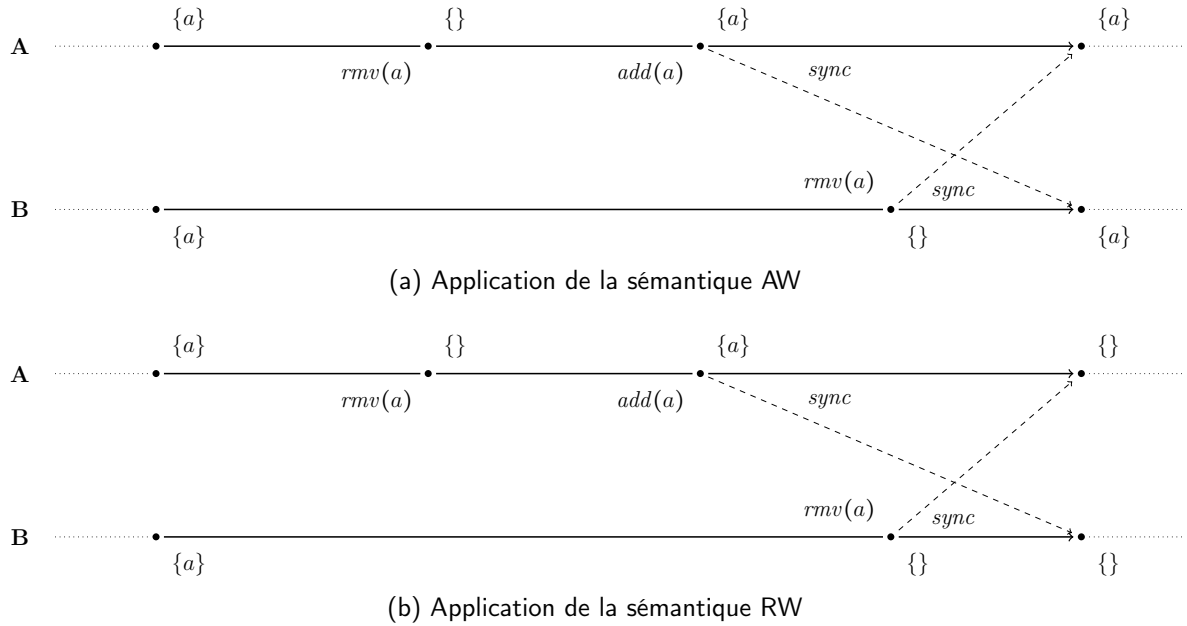 {a} {} {a} {a}
A
rmv(a) add(a) sync
rmv(a) sync
B
{a} {} {a}
(a) Application de la sémantique AW
{a} {} {a} {}
A
rmv(a) add(a) sync
rmv(a) sync
B
{a} {} {}
(b) Application de la sémantique RW